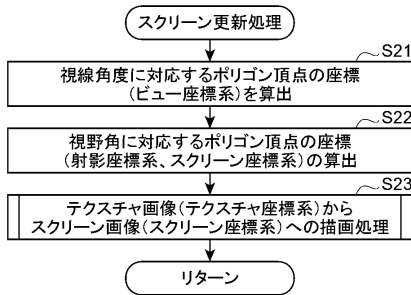 スクリーン更新処理
S21
視線角度に対応するポリゴン頂点の座標
(ビュー座標系)を算出
S22
視野角に対応するポリゴン頂点の座標
(射影座標系、スクリーン座標系)の算出
S23
テクスチャ画像(テクスチャ座標系)から
スクリーン画像(スクリーン座標系)への描画処理
リターン